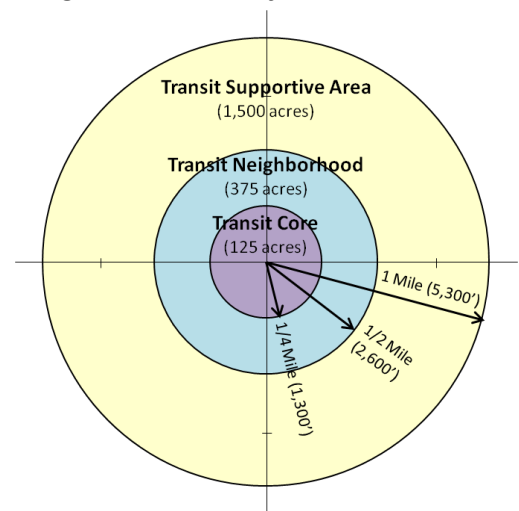 Transit Supportive Area
(1,500 acres)
Transit Neighborhood
(375 acres)
Transit Core
(125 acres)
1 Mile (5,300')
1/2 Mile
(2,600')
1/4 Mile (1,300')